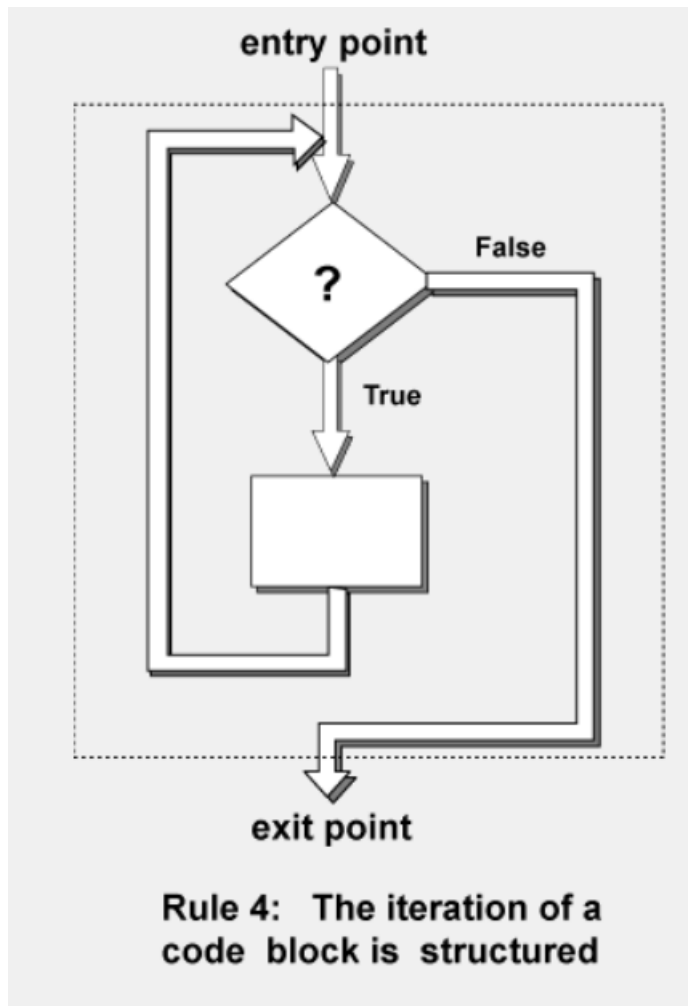 entry point
?
False
True
exit point
Rule 4: The iteration of a
code block is structured